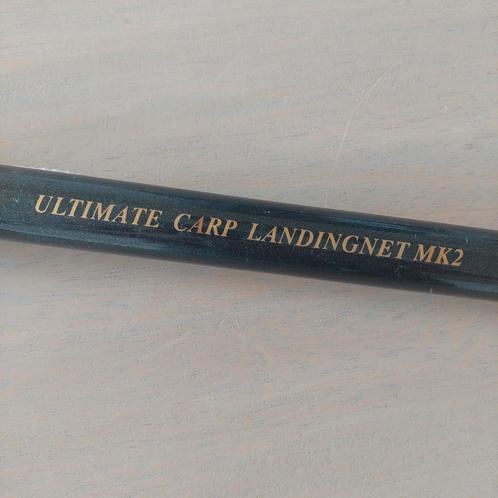 ULTIMATE CARP LANDINGNET MK2